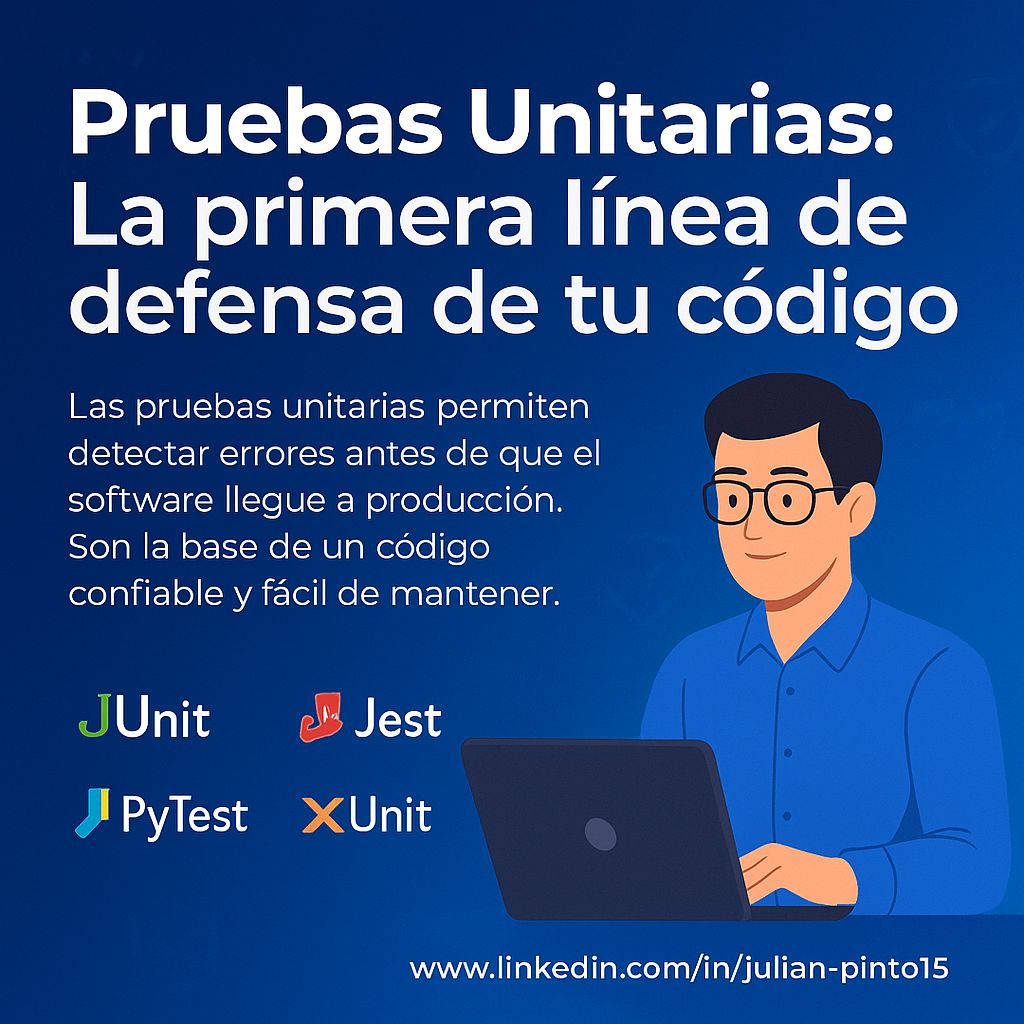 Pruebas Unitarias:
La primera línea de
defensa de tu código
Las pruebas unitarias permiten
detectar errores antes de que el
software llegue a producción.
Son la base de un código
confiable y fácil de mantener.
JUnit
Jest
PyTest
XUnit
www.linkedin.com/in/julian-pinto15